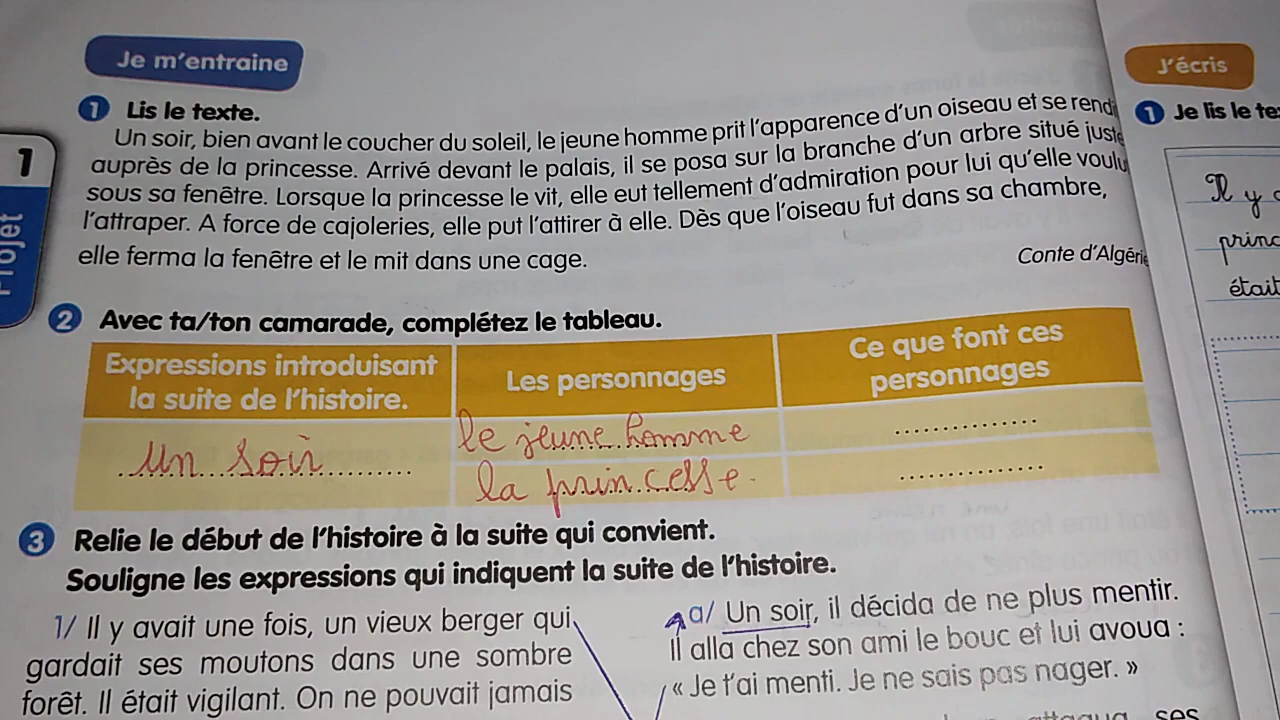 Je m'entraine
J'écris
1 Lis le texte.
Un soir, bien avant le coucher du soleil, le jeune homme prit l'apparence d'un oiseau et se rendi
auprès de la princesse. Arrivé devant le palais, il se posa sur la branche d'un arbre situé juste
sous sa fenêtre. Lorsque la princesse le vit, elle eut tellement d'admiration pour lui qu'elle voulu
l'attraper. A force de cajoleries, elle put l'attirer à elle. Dès que l'oiseau fut dans sa chambre,
elle ferma la fenêtre et le mit dans une cage.
Conte d'Algérie
1
Projet
1 Je lis le te
Il y a
princ
était
2 Avec ta/ton camarade, complétez le tableau.
Expressions introduisant
la suite de l'histoire.
Les personnages
Ce que font ces
personnages
un soir
le jeune homme
la princesse.
3 Relie le début de l'histoire à la suite qui convient.
Souligne les expressions qui indiquent la suite de l'histoire.
1/ Il y avait une fois, un vieux berger qui
gardait ses moutons dans une sombre
forêt. Il était vigilant. On ne pouvait jamais
a/ Un soir, il décida de ne plus mentir.
Il alla chez son ami le bouc et lui avoua :
« Je t'ai menti. Je ne sais pas nager. »
attaqua ses